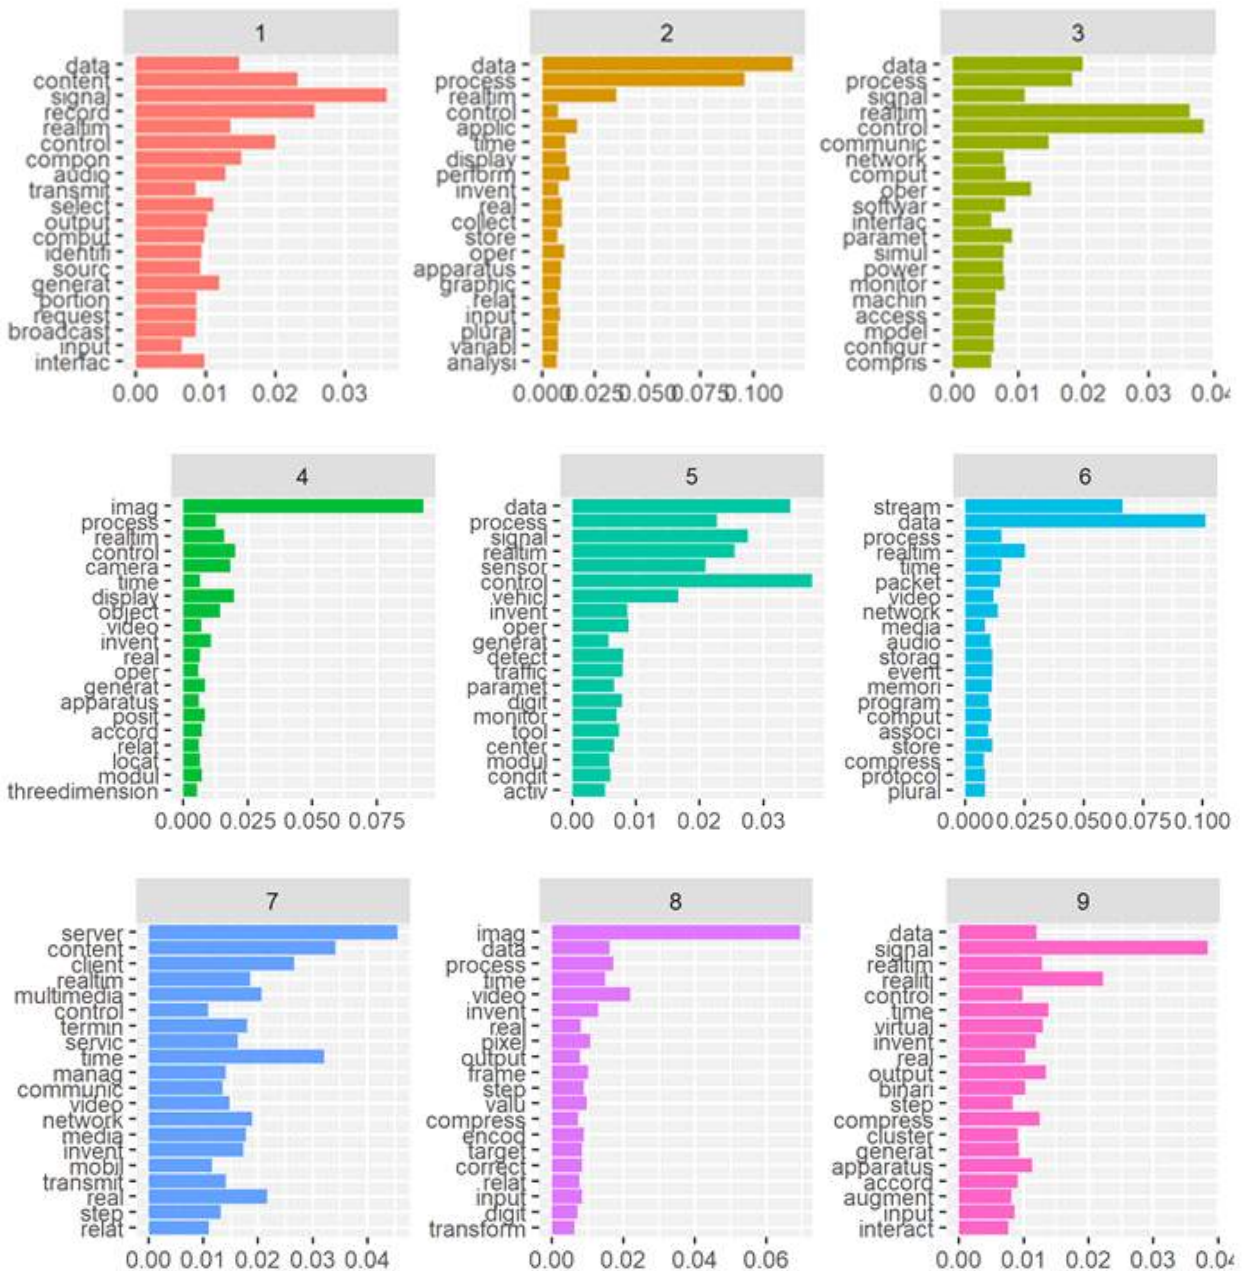 1
data
content
signal
record
realtim
control
compon
audio
transmit
select
output
comput
identifi
sourc
generat
portion
request
broadcast
input
interfac
0.00 0.01 0.02 0.03
2
data
process
realtim
control
applic
time
display
perform
invent
real
collect
store
oper
apparatus
graphic
relat
input
plural
variabl
analysi
0.000 0.025 0.050 0.075 0.100
3
data
process
signal
realtim
control
communic
network
comput
oper
softwar
interfac
paramet
simul
power
monitor
machin
access
model
configur
compris
0.00 0.01 0.02 0.03 0.04
4
imag
process
realtim
control
camera
time
display
object
video
invent
real
oper
generat
apparatus
posit
accord
relat
locat
modul
threedimension
0.000 0.025 0.050 0.075
5
data
process
signal
realtim
sensor
control
vehicl
invent
oper
generat
detect
traffic
paramet
digit
monitor
tool
center
modul
condit
activ
0.00 0.01 0.02 0.03
6
stream
data
process
realtim
time
packet
video
network
media
audio
storag
event
memori
program
comput
associ
store
compress
protocol
plural
0.000 0.025 0.050 0.075 0.100
7
server
content
client
realtim
multimedia
control
termin
servic
time
manag
communic
video
network
media
invent
mobil
transmit
real
step
relat
0.00 0.01 0.02 0.03 0.04
8
imag
data
process
time
video
invent
real
pixel
output
frame
step
valu
compress
encod
target
correct
relat
input
digit
transform
0.00 0.02 0.04 0.06
9
data
signal
realtim
realiti
control
time
virtual
invent
real
output
binari
step
compress
cluster
generat
apparatus
accord
augment
input
interact
0.00 0.01 0.02 0.03 0.04